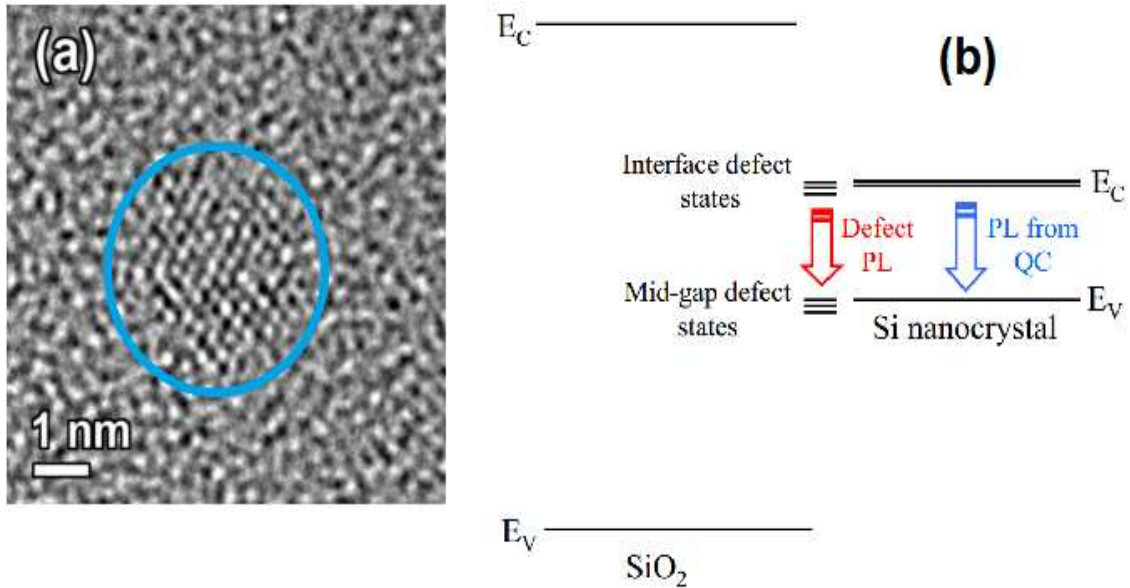 (a)
1 nm
E_C
(b)
Interface defect
states
E_C
Defect
PL
PL from
QC
Mid-gap defect
states
E_V
Si nanocrystal
E_V
SiO₂